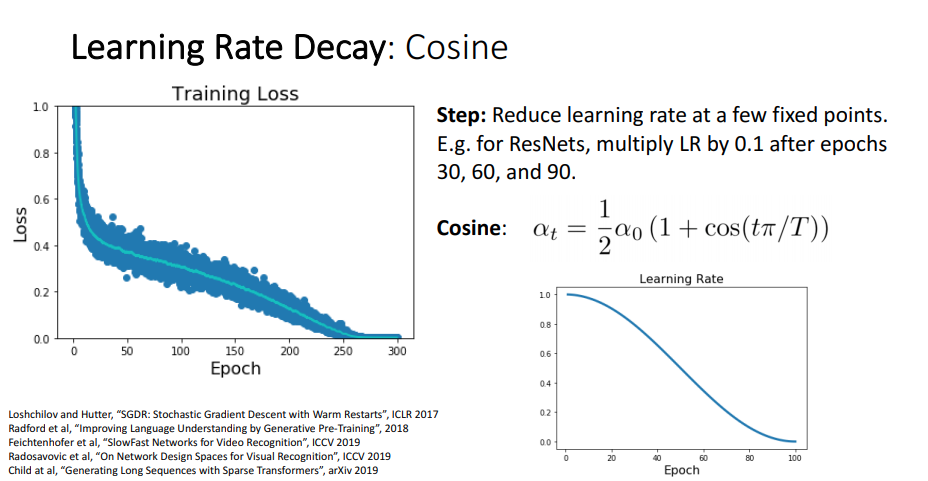 Learning Rate Decay: Cosine
Training Loss
1.0
0.8
0.6
0.4
0.2
0.0
Loss
0 50 100 150 200 250 300
Epoch
Step: Reduce learning rate at a few fixed points.
E.g. for ResNets, multiply LR by 0.1 after epochs
30, 60, and 90.
Cosine: αt = 1/2 α0 (1 + cos(tπ/T))
Learning Rate
1.0
0.8
0.6
0.4
0.2
0.0
0 20 40 60 80 100
Epoch
Loshchilov and Hutter, “SGDR: Stochastic Gradient Descent with Warm Restarts”, ICLR 2017
Radford et al, “Improving Language Understanding by Generative Pre-Training”, 2018
Feichtenhofer et al, “SlowFast Networks for Video Recognition”, ICCV 2019
Radosavovic et al, “On Network Design Spaces for Visual Recognition”, ICCV 2019
Child at al, “Generating Long Sequences with Sparse Transformers”, arXiv 2019